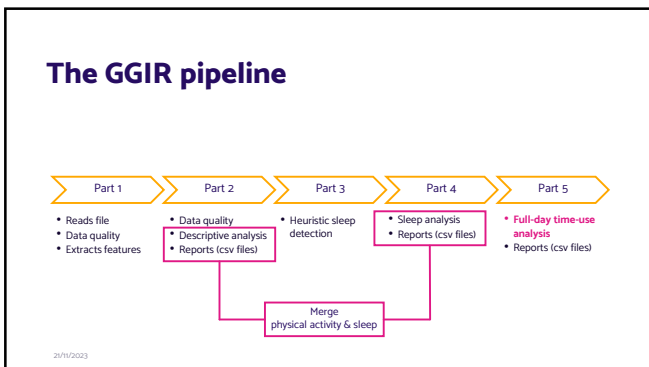 The GGIR pipeline
Part 1
Part 2
Part 3
Part 4
Part 5
• Reads file
• Data quality
• Extracts features
• Data quality
• Descriptive analysis
• Reports (csv files)
• Heuristic sleep
detection
• Sleep analysis
• Reports (csv files)
• Full-day time-use
analysis
• Reports (csv files)
Merge
physical activity & sleep
21/11/2023